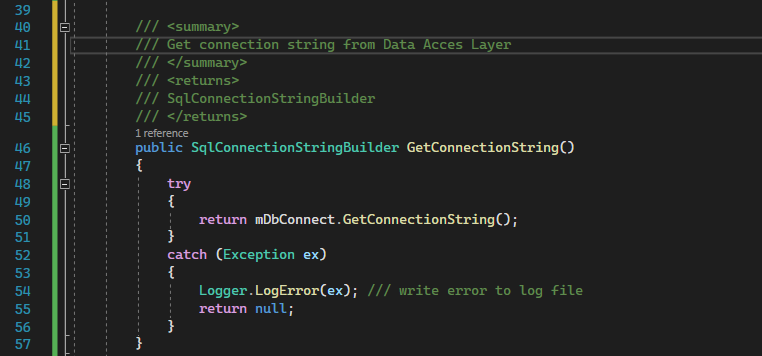 39
40 /// <summary>
41 /// Get connection string from Data Acces Layer
42 /// </summary>
43 /// <returns>
44 /// SqlConnectionStringBuilder
45 /// </returns>
1 reference
46 public SqlConnectionStringBuilder GetConnectionString()
47 {
48 try
49 {
50 return mDbConnect.GetConnectionString();
51 }
52 catch (Exception ex)
53 {
54 Logger.LogError(ex); /// write error to log file
55 return null;
56 }
57 }